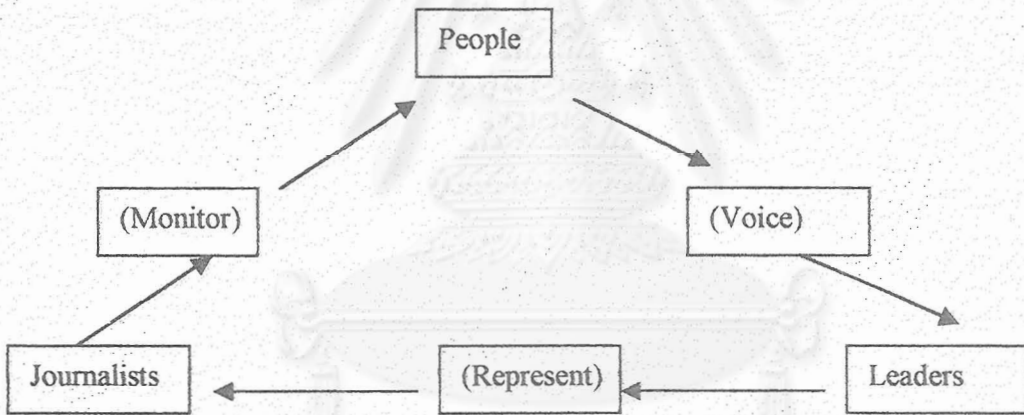 People
(Monitor)
(Voice)
Journalists
(Represent)
Leaders